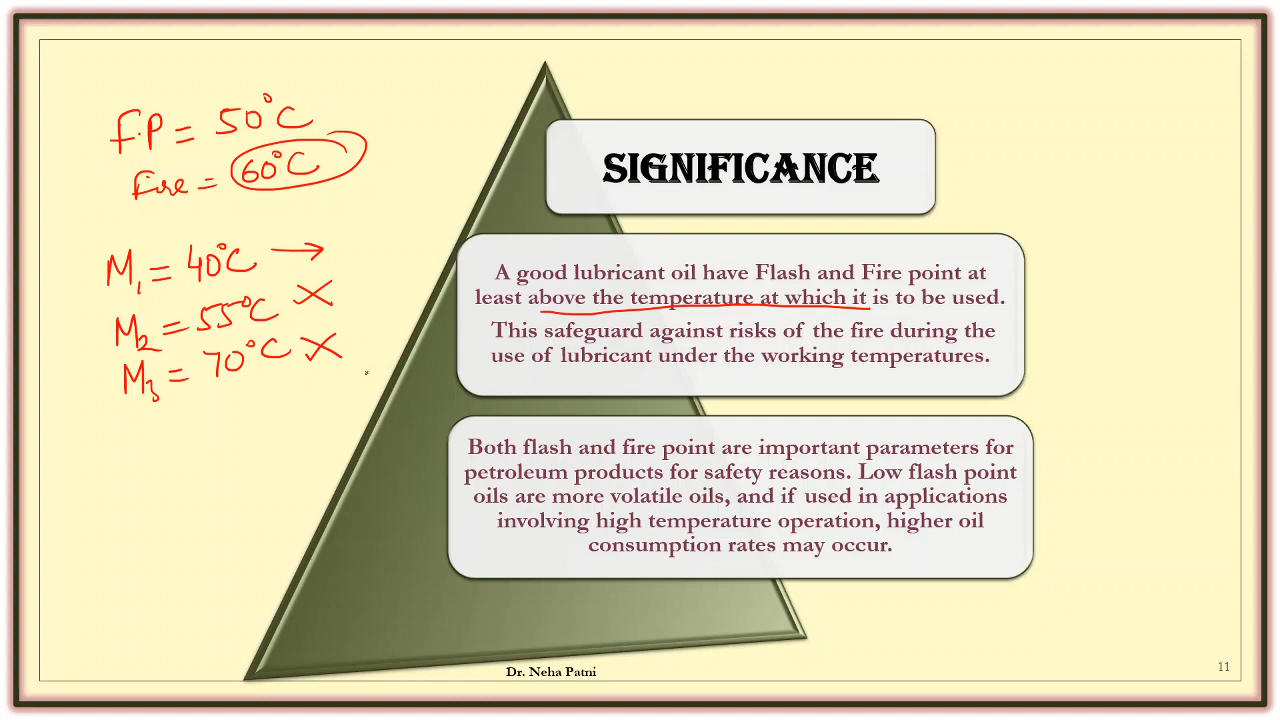 F.P = 50°C
Fire = 60°C
M1 = 40°C →
M2 = 55°C ×
M3 = 70°C ×
SIGNIFICANCE
A good lubricant oil have Flash and Fire point at
least above the temperature at which it is to be used.
This safeguard against risks of the fire during the
use of lubricant under the working temperatures.
Both flash and fire point are important parameters for
petroleum products for safety reasons. Low flash point
oils are more volatile oils, and if used in applications
involving high temperature operation, higher oil
consumption rates may occur.
Dr. Neha Patni
11